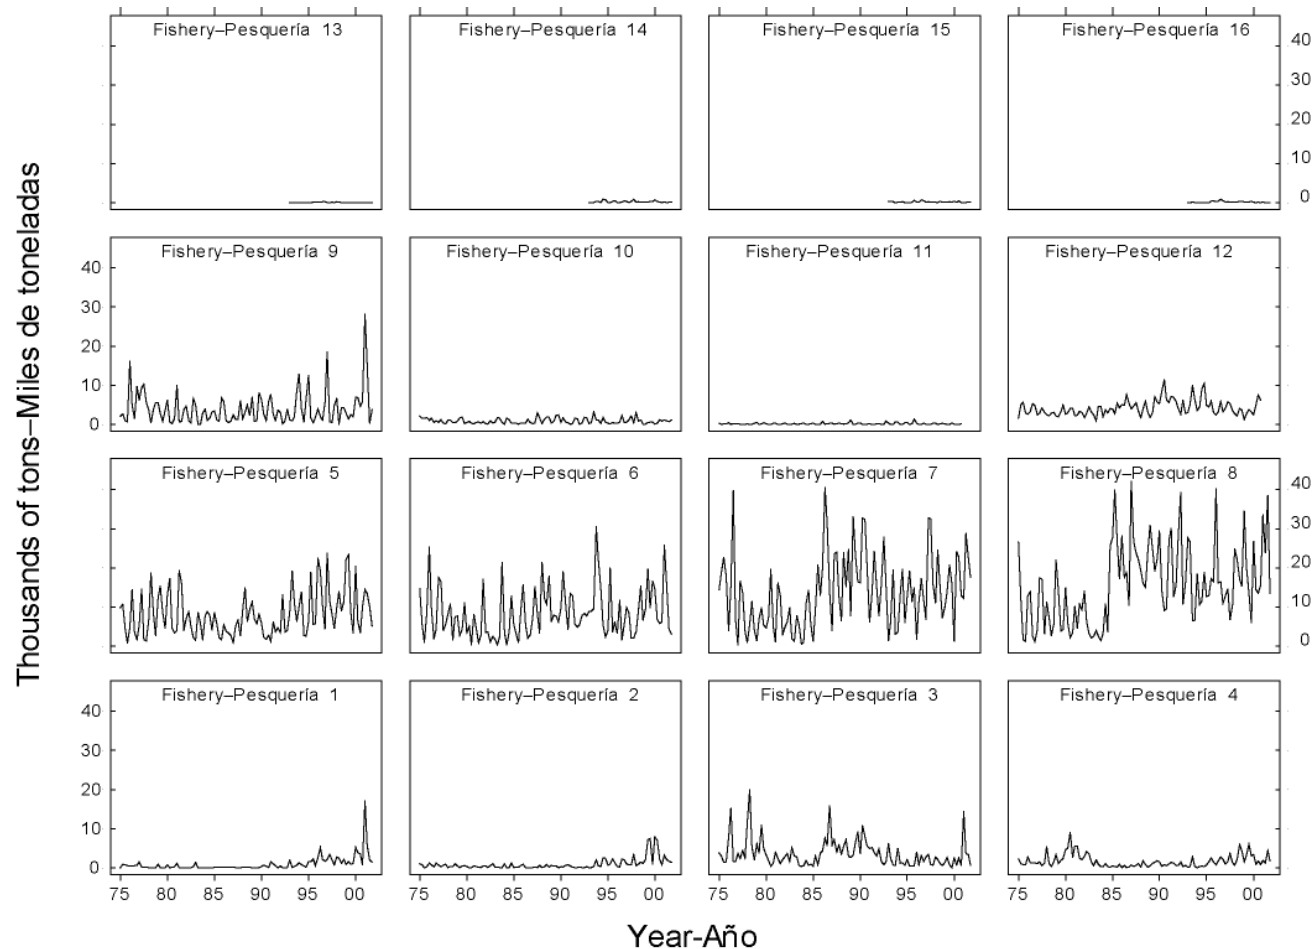 Thousands of tons–Miles de toneladas
Fishery–Pesquería 13
Fishery–Pesquería 14
Fishery–Pesquería 15
Fishery–Pesquería 16
40
30
20
10
0
Fishery–Pesquería 9
Fishery–Pesquería 10
Fishery–Pesquería 11
Fishery–Pesquería 12
40
30
20
10
0
Fishery–Pesquería 5
Fishery–Pesquería 6
Fishery–Pesquería 7
Fishery–Pesquería 8
40
30
20
10
0
Fishery–Pesquería 1
Fishery–Pesquería 2
Fishery–Pesquería 3
Fishery–Pesquería 4
40
30
20
10
0
75 80 85 90 95 00
75 80 85 90 95 00
75 80 85 90 95 00
75 80 85 90 95 00
Year-Año